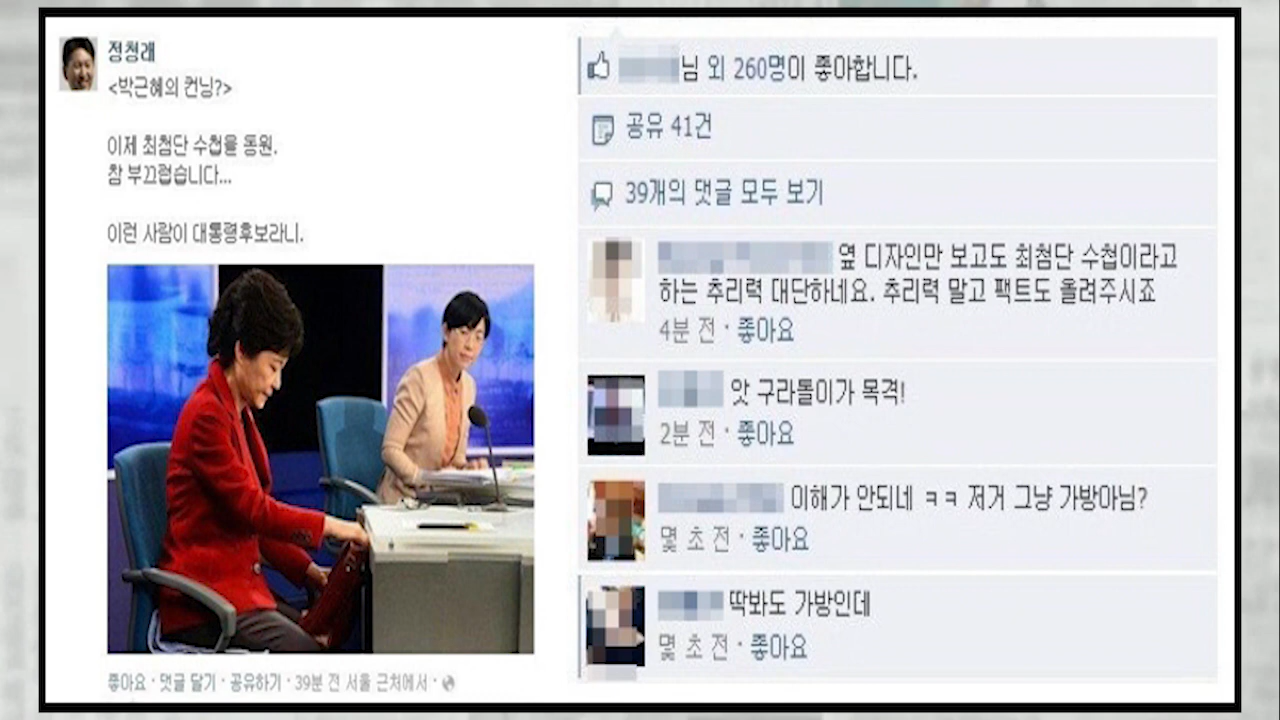 정청래
<박근혜의 컨닝?>
이제 최첨단 수첩을 동원.
참 부끄럽습니다...
이런 사람이 대통령후보라니.
좋아요 · 댓글 달기 · 공유하기 · 39분 전 서울 근처에서 ·
님 외 260명이 좋아합니다.
공유 41건
39개의 댓글 모두 보기
옆 디자인만 보고도 최첨단 수첩이라고
하는 추리력 대단하네요. 추리력 말고 팩트도 올려주시죠
4분 전 · 좋아요
앗 구라돌이가 목격!
2분 전 · 좋아요
이해가 안되네 ㅋㅋ 저거 그냥 가방아님?
몇 초 전 · 좋아요
딱봐도 가방인데
몇 초 전 · 좋아요